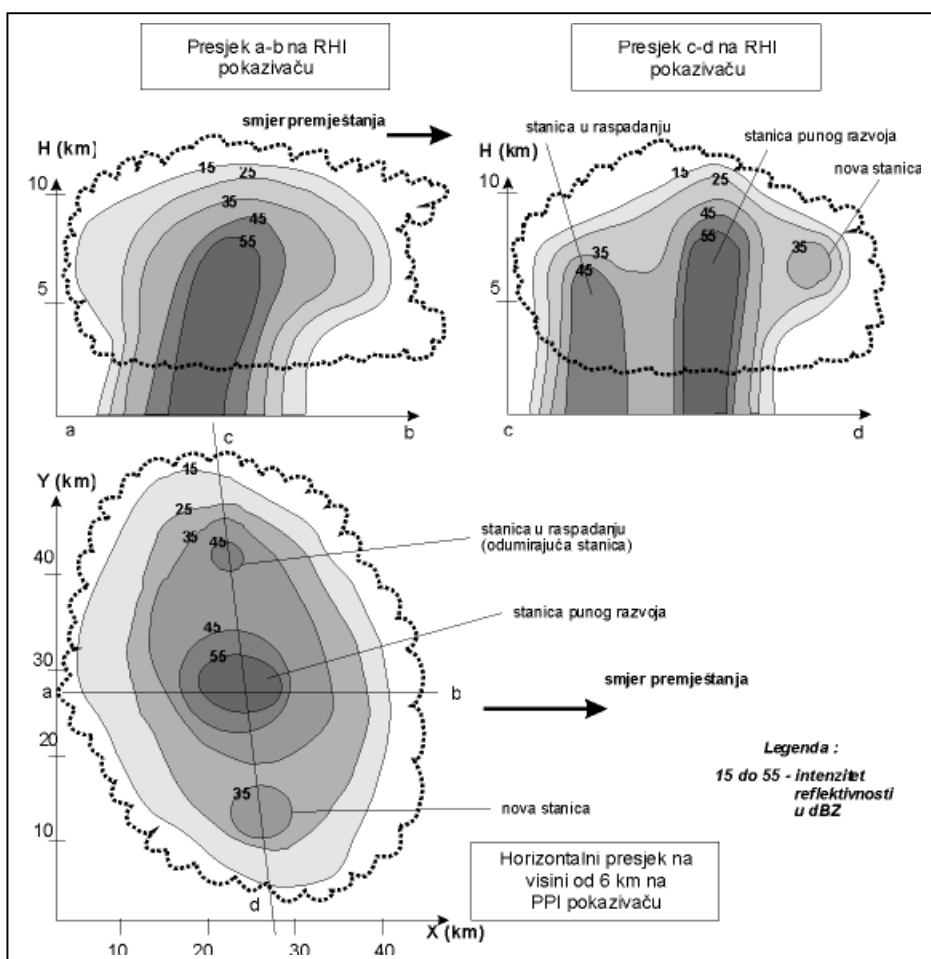 Presjek a-b na RHI
pokazivaču
Presjek c-d na RHI
pokazivaču
smjer premještanja
H (km)
10
5
15
25
35
45
55
a
b
stanica u raspadanju
stanica punog razvoja
nova stanica
H (km)
10
5
15
25
45
55
35
45
35
c
d
c
Y (km)
40
30
20
10
15
25
35
45
45
55
35
a
b
d
stanica u raspadanju
(odumirajuća stanica)
stanica punog razvoja
smjer premještanja
nova stanica
Legenda :
15 do 55 - intenzitet
reflektivnosti
u dBZ
Horizontalni presjek na
visini od 6 km na
PPI pokazivaču
X (km)
10
20
30
40